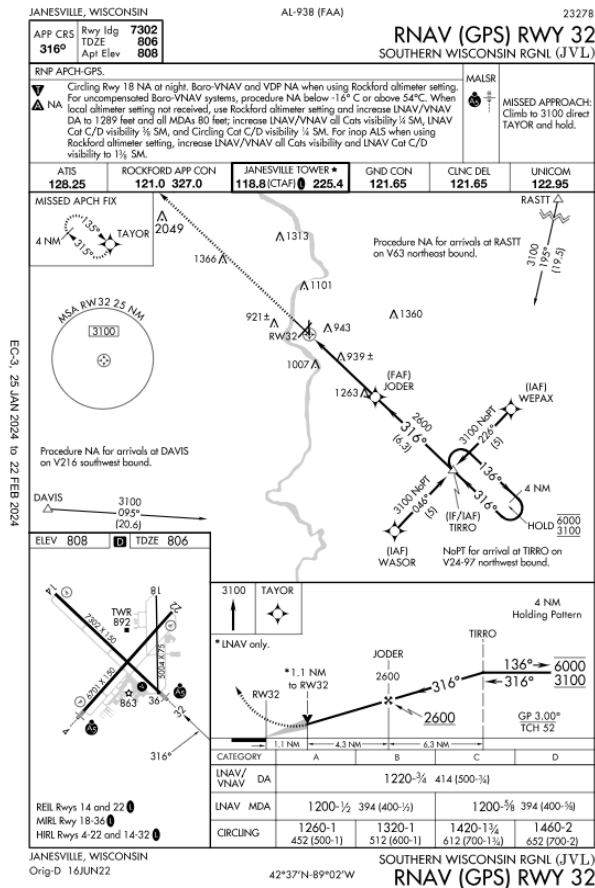 JANESVILLE, WISCONSIN
AL-938 (FAA)
23278
APP CRS
316°
Rwy ldg 7302
TDZE 806
Apt Elev 808
RNAV (GPS) RWY 32
SOUTHERN WISCONSIN RGNL (JVL)
RNP APCH-GPS.
T
A NA
Circling Rwy 18 NA at night. Baro-VNAV and VDP NA when using Rockford altimeter setting.
For uncompensated Baro-VNAV systems, procedure NA below -16° C or above 54°C. When
local altimeter setting not received, use Rockford altimeter setting and increase LNAV/VNAV
DA to 1289 feet and all MDAs 80 feet; increase LNAV/VNAV all Cats visibility ¼ SM, LNAV
Cat C/D visibility ⅜ SM, and Circling Cat C/D visibility ¼ SM. For inop ALS when using
Rockford altimeter setting, increase LNAV/VNAV all Cats visibility and LNAV Cat C/D
visibility to 1⅜ SM.
MALSR
A5
MISSED APPROACH:
Climb to 3100 direct
TAYOR and hold.
ATIS
128.25
ROCKFORD APP CON
121.0 327.0
JANESVILLE TOWER★
118.8 (CTAF) L 225.4
GND CON
121.65
CLNC DEL
121.65
UNICOM
122.95
MISSED APCH FIX
4 NM
135°
315°
TAYOR
2049
1366
1313
1101
921±
RW32
943
1360
939±
1007
1263
Procedure NA for arrivals at RASTT
on V63 northeast bound.
RASTT
3100
195°
(19.5)
MSA RW32 25 NM
3100
(FAF)
JODER
2600
316°
(6.3)
(IAF)
WEPAX
3100 NoPT
226°
(5)
136°
316°
4 NM
HOLD 6000
3100
(IF/IAF)
TIRRO
3100 NoPT
046°
(5)
(IAF)
WASOR
NoPT for arrival at TIRRO on
V24-97 northwest bound.
Procedure NA for arrivals at DAVIS
on V216 southwest bound.
DAVIS
3100
095°
(20.6)
EC-3, 25 JAN 2024 to 22 FEB 2024
ELEV 808
D
TDZE 806
14
18
22
7302 X 150
TWR
892
5004 X 75
6701 X 150
863
36
A5
32
4
A5
316°
REIL Rwys 14 and 22 L
MIRL Rwy 18-36 L
HIRL Rwys 4-22 and 14-32 L
3100
TAYOR
*LNAV only.
4 NM
Holding Pattern
TIRRO
JODER
2600
*1.1 NM
to RW32
RW32
316°
2600
136°
316°
6000
3100
GP 3.00°
TCH 52
1.1 NM
4.3 NM
6.3 NM
CATEGORY A B C D
LNAV/
VNAV DA 1220-¾ 414 (500-¾)
LNAV MDA 1200-½ 394 (400-½) 1200-⅝ 394 (400-⅝)
CIRCLING 1260-1 1320-1 1420-1¾ 1460-2
452 (500-1) 512 (600-1) 612 (700-1¾) 652 (700-2)
JANESVILLE, WISCONSIN
Orig-D 16JUN22
42°37'N-89°02'W
SOUTHERN WISCONSIN RGNL (JVL)
RNAV (GPS) RWY 32